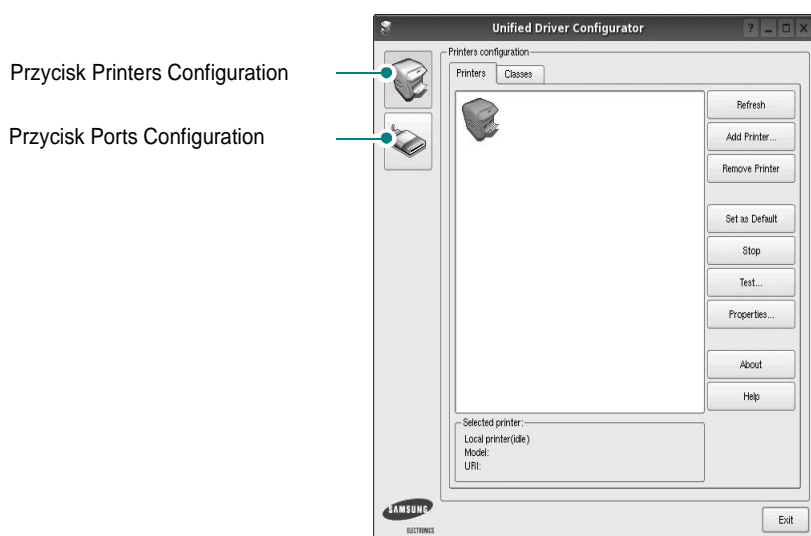 Unified Driver Configurator
Przycisk Printers Configuration
Przycisk Ports Configuration
Printers configuration
Printers
Classes
Refresh
Add Printer...
Remove Printer
Set as Default
Stop
Test...
Properties...
About
Help
Selected printer:
Local printer(idle)
Model:
URI:
SAMSUNG
ELECTRONICS
Exit